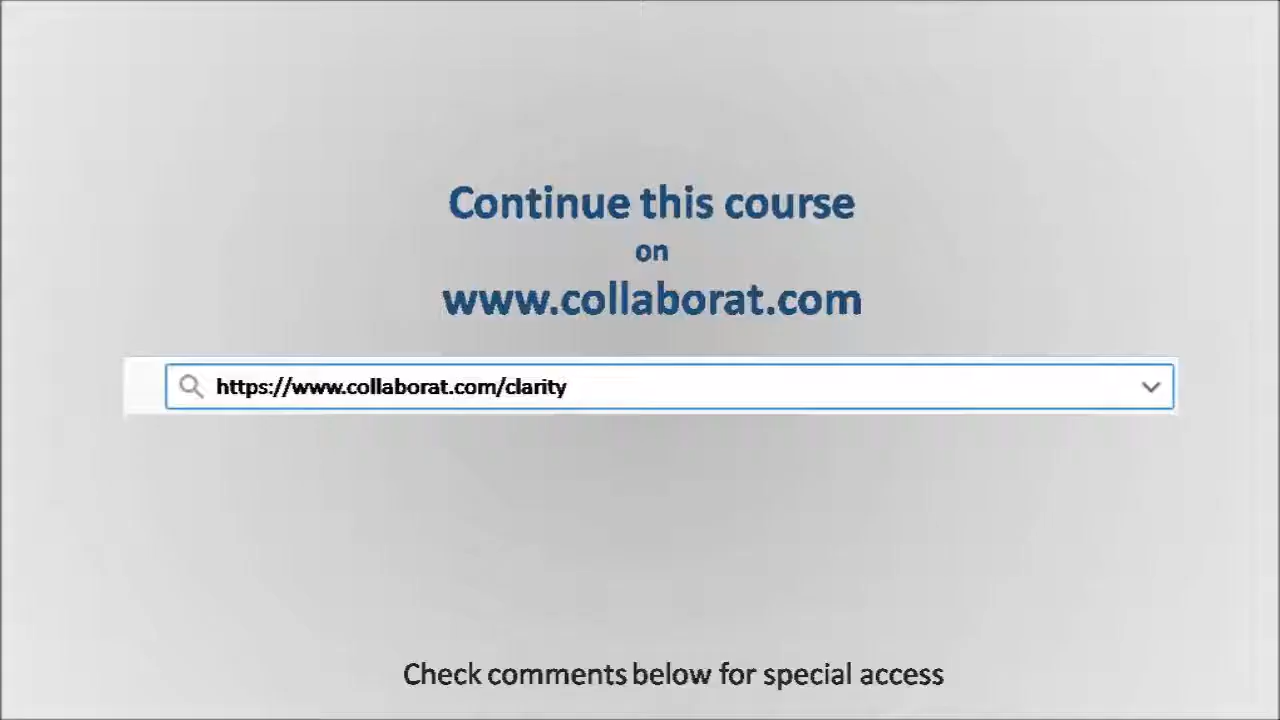 Continue this course
on
www.collaborat.com
https://www.collaborat.com/clarity
Check comments below for special access